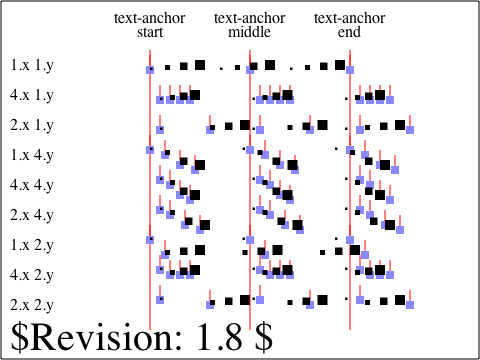 text-anchor text-anchor text-anchor
start middle end
1.x 1.y
4.x 1.y
2.x 1.y
1.x 4.y
4.x 4.y
2.x 4.y
1.x 2.y
4.x 2.y
2.x 2.y
$Revision: 1.8 $